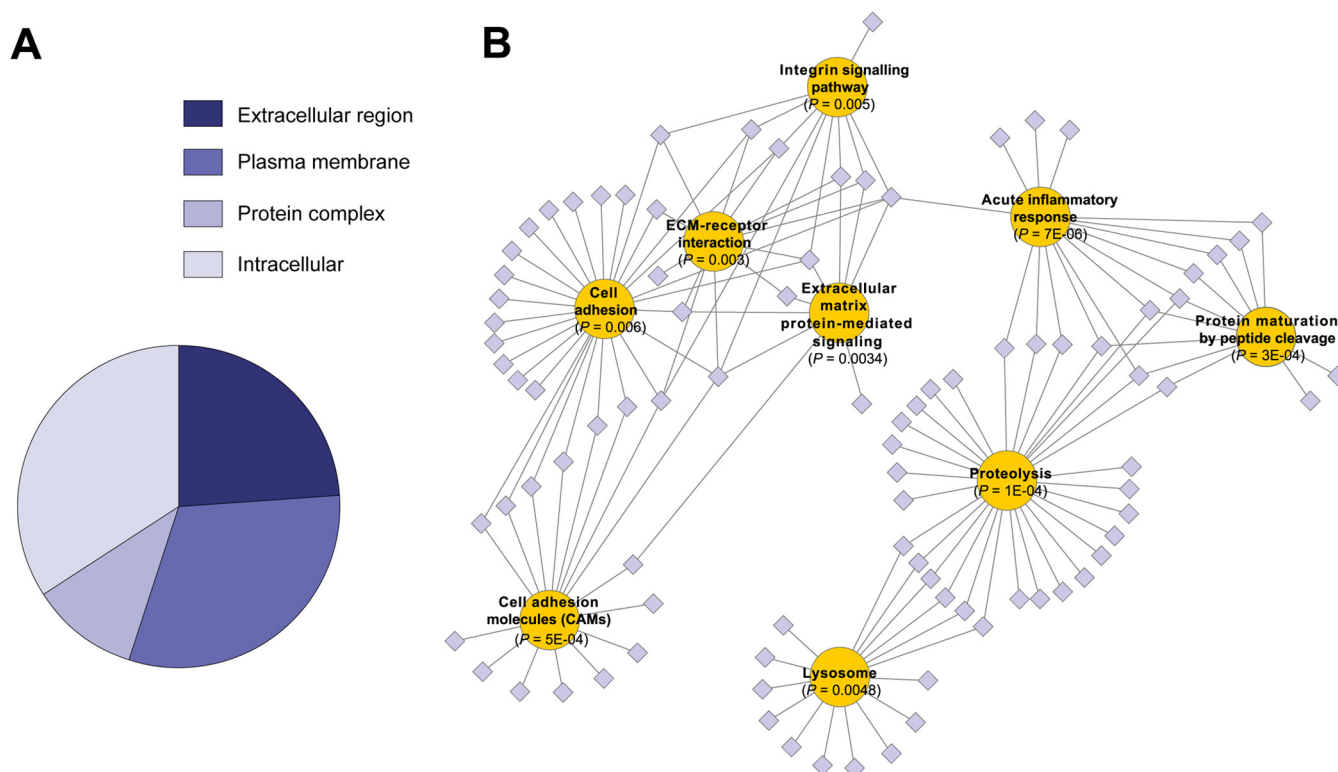 A
Extracellular region
Plasma membrane
Protein complex
Intracellular
B
Integrin signalling
pathway
(P = 0.005)
Acute inflammatory
response
(P = 7E-06)
ECM-receptor
interaction
(P = 0.003)
Cell
adhesion
(P = 0.006)
Extracellular
matrix
protein-mediated
signaling
(P = 0.0034)
Protein maturation
by peptide cleavage
(P = 3E-04)
Proteolysis
(P = 1E-04)
Cell adhesion
molecules (CAMs)
(P = 5E-04)
Lysosome
(P = 0.0048)